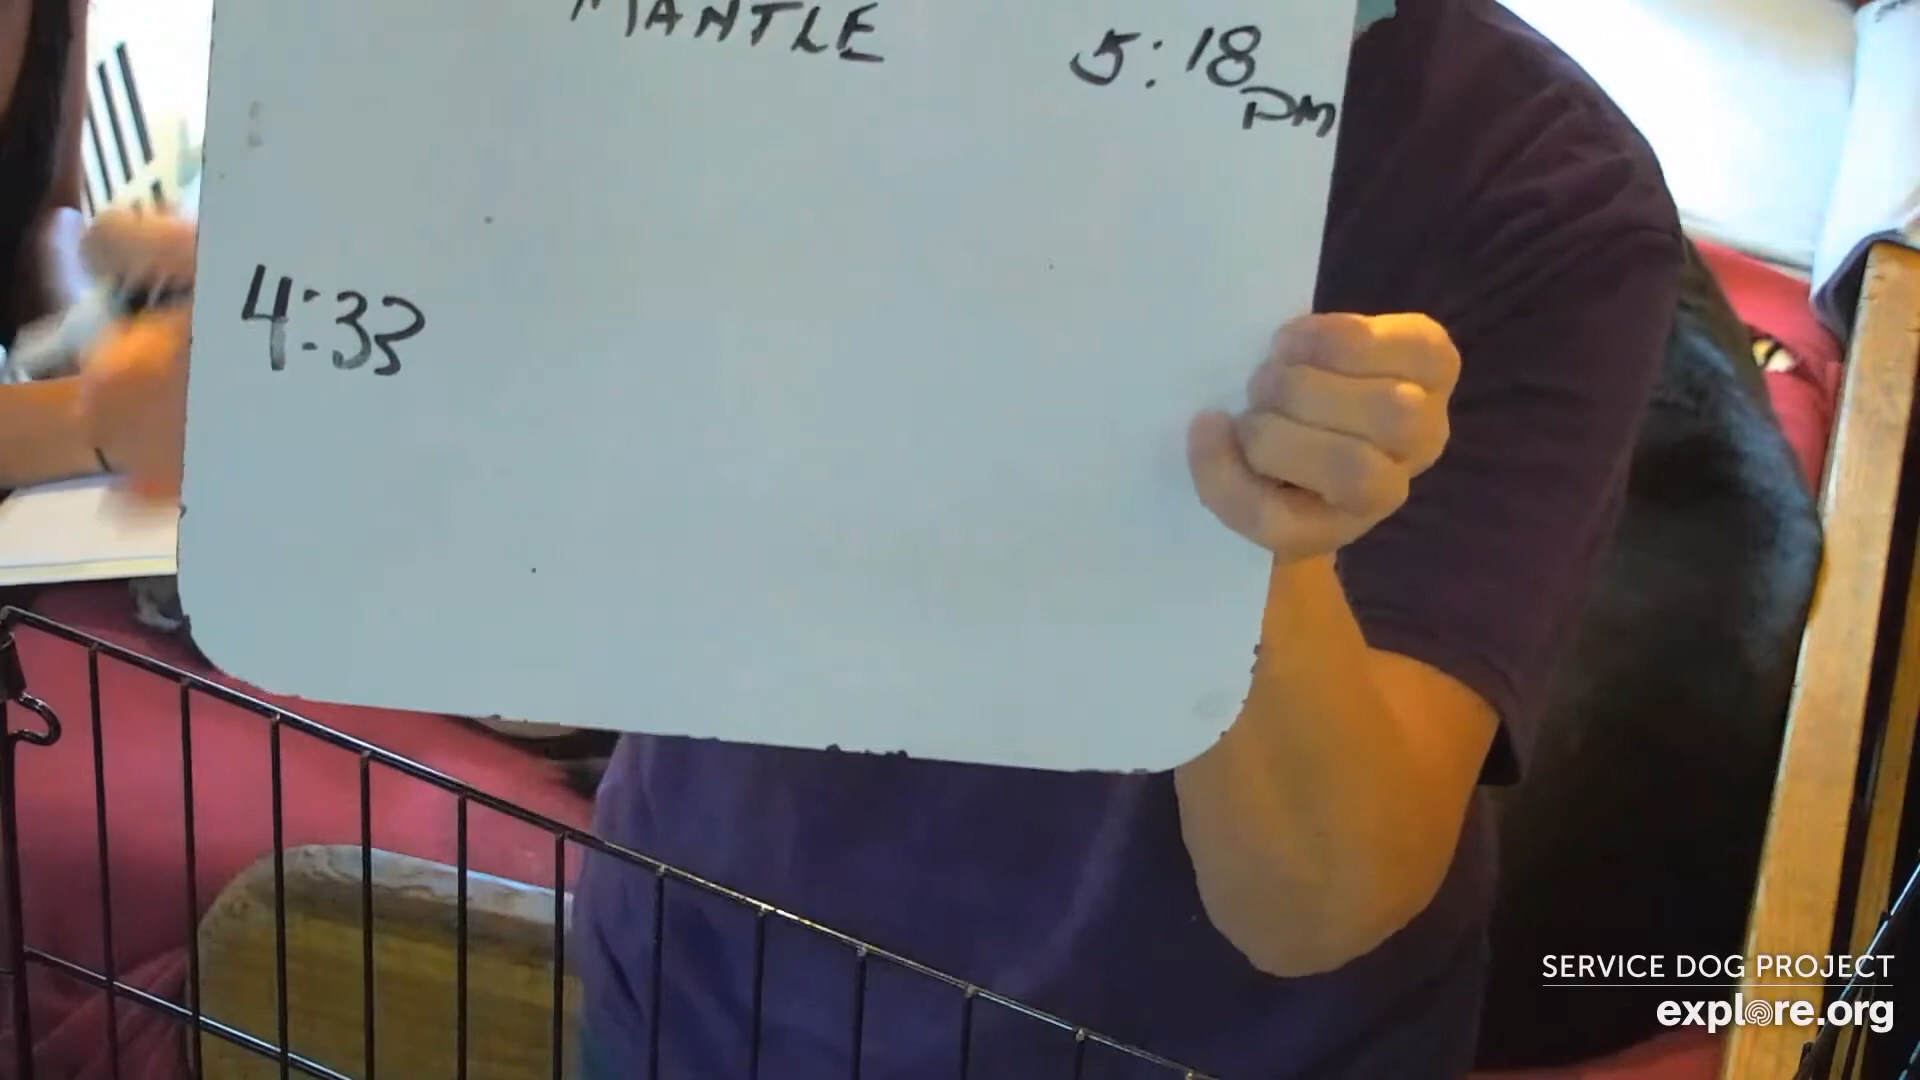 MANTLE
5:18
PM
4:33
SERVICE DOG PROJECT
explore.org